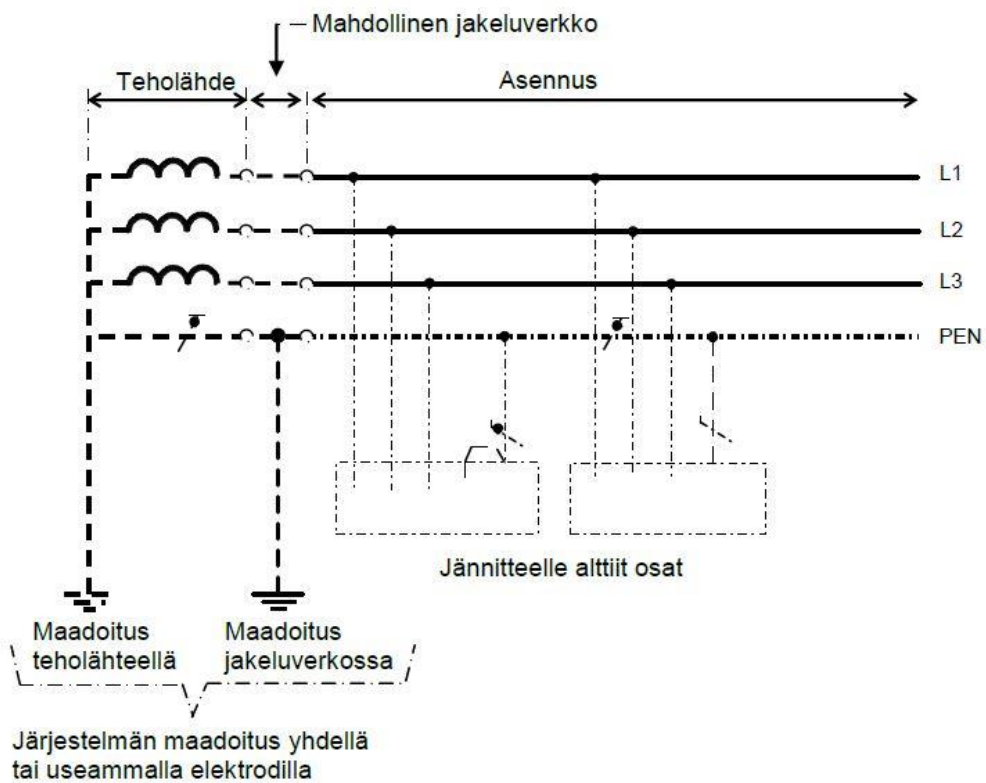 Mahdollinen jakeluverkko
Teholähde
Asennus
L1
L2
L3
PEN
Jännitteelle alttiit osat
Maadoitus
teholähteellä
Maadoitus
jakeluverkossa
Järjestelmän maadoitus yhdellä
tai useammalla elektrodilla